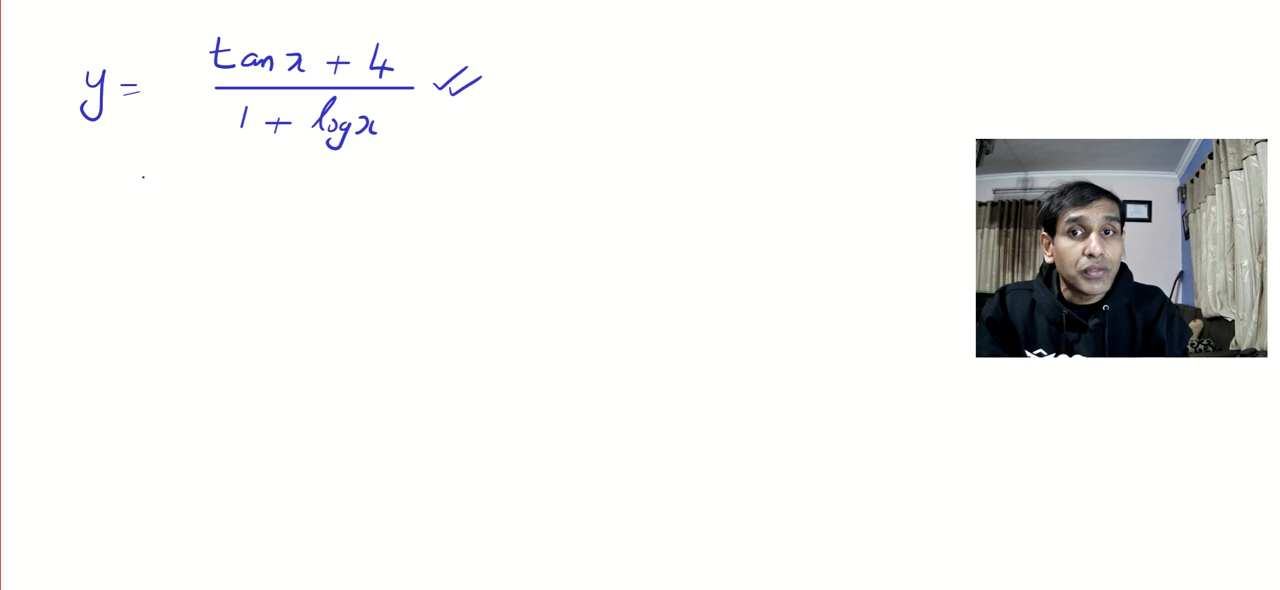 y = tan x + 4
1 + log x